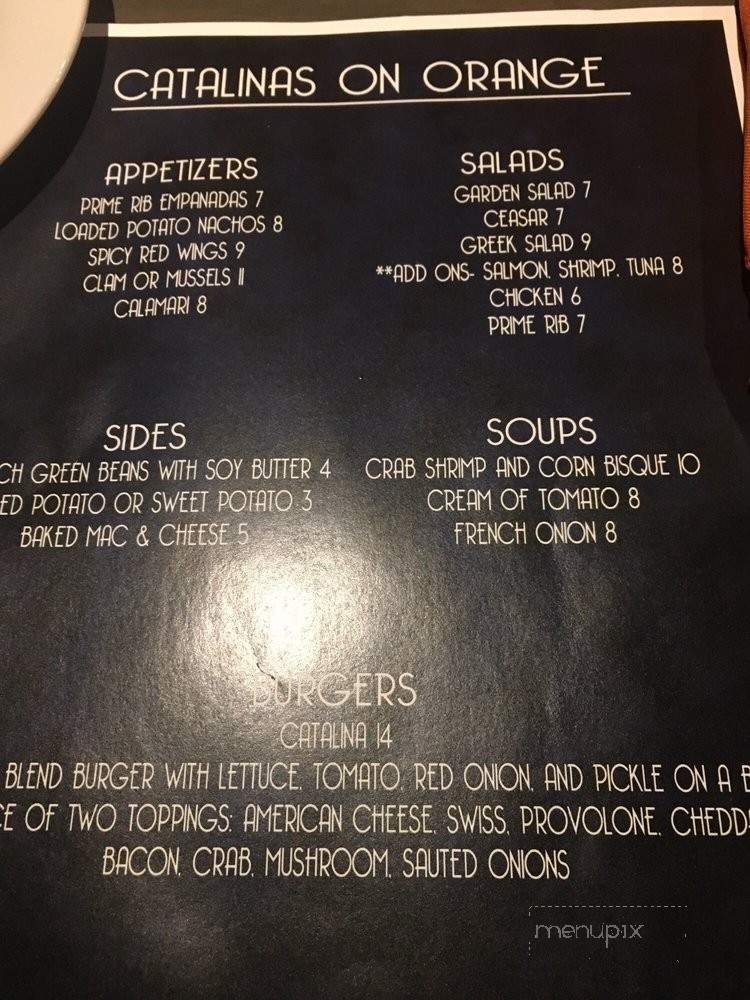 CATALINAS ON ORANGE
APPETIZERS
PRIME RIB EMPANADAS 7
LOADED POTATO NACHOS 8
SPICY RED WINGS 9
CLAM OR MUSSELS 11
CALAMARI 8
SALADS
GARDEN SALAD 7
CEASAR 7
GREEK SALAD 9
**ADD ONS- SALMON, SHRIMP, TUNA 8
CHICKEN 6
PRIME RIB 7
SIDES
GREEN BEANS WITH SOY BUTTER 4
POTATO OR SWEET POTATO 3
BAKED MAC & CHEESE 5
SOUPS
CRAB SHRIMP AND CORN BISQUE 10
CREAM OF TOMATO 8
FRENCH ONION 8
BURGERS
CATALINA 14
BLEND BURGER WITH LETTUCE, TOMATO, RED ONION, AND PICKLE ON A
OF TWO TOPPINGS: AMERICAN CHEESE, SWISS, PROVOLONE,
BACON, CRAB, MUSHROOM, SAUTED ONIONS
menupix